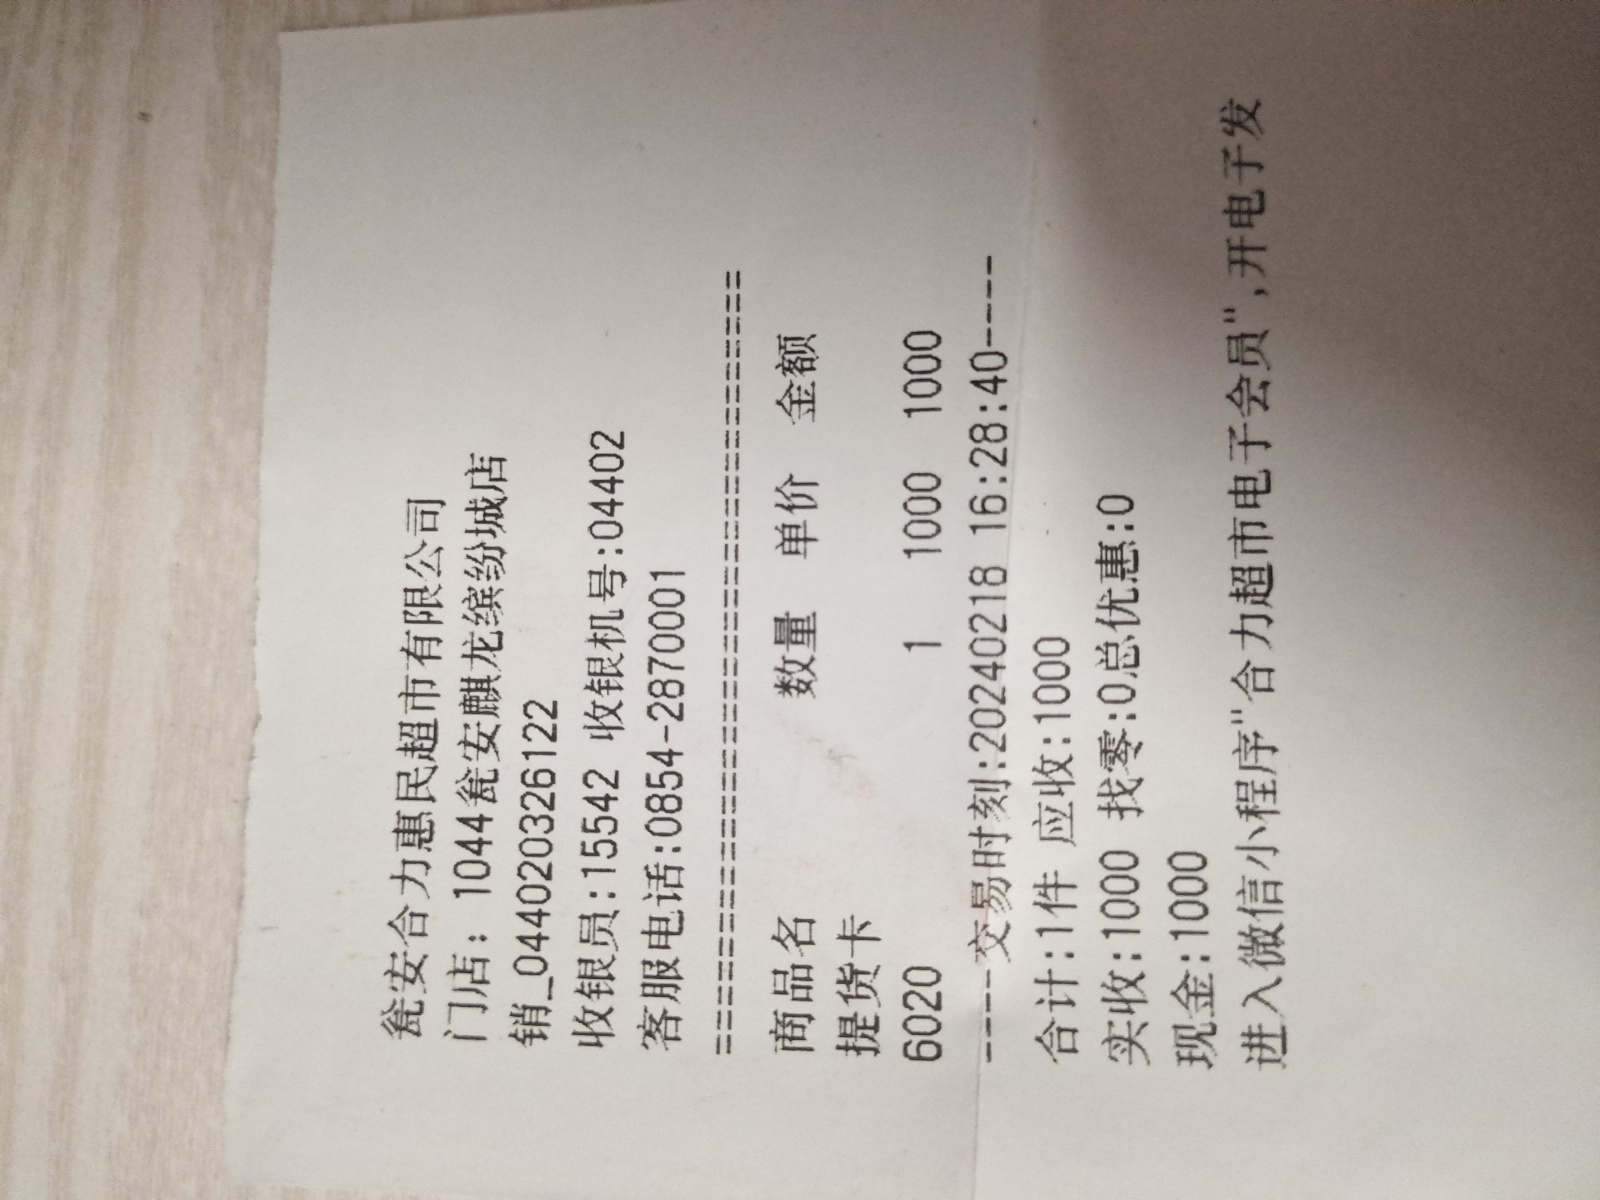 瓮安合力惠民超市有限公司
门店：1044瓮安麒龙缤纷城店
销_044020326122
收银员:15542 收银机号:04402
客服电话:0854-2870001
===================================
商品名 数量 单价 金额
提货卡
6020 1 1000 1000
-----交易时刻:20240218 16:28:40-----
合计:1件 应收:1000
实收:1000 找零:0总优惠:0
现金:1000
进入微信小程序"合力超市电子会员",开电子发